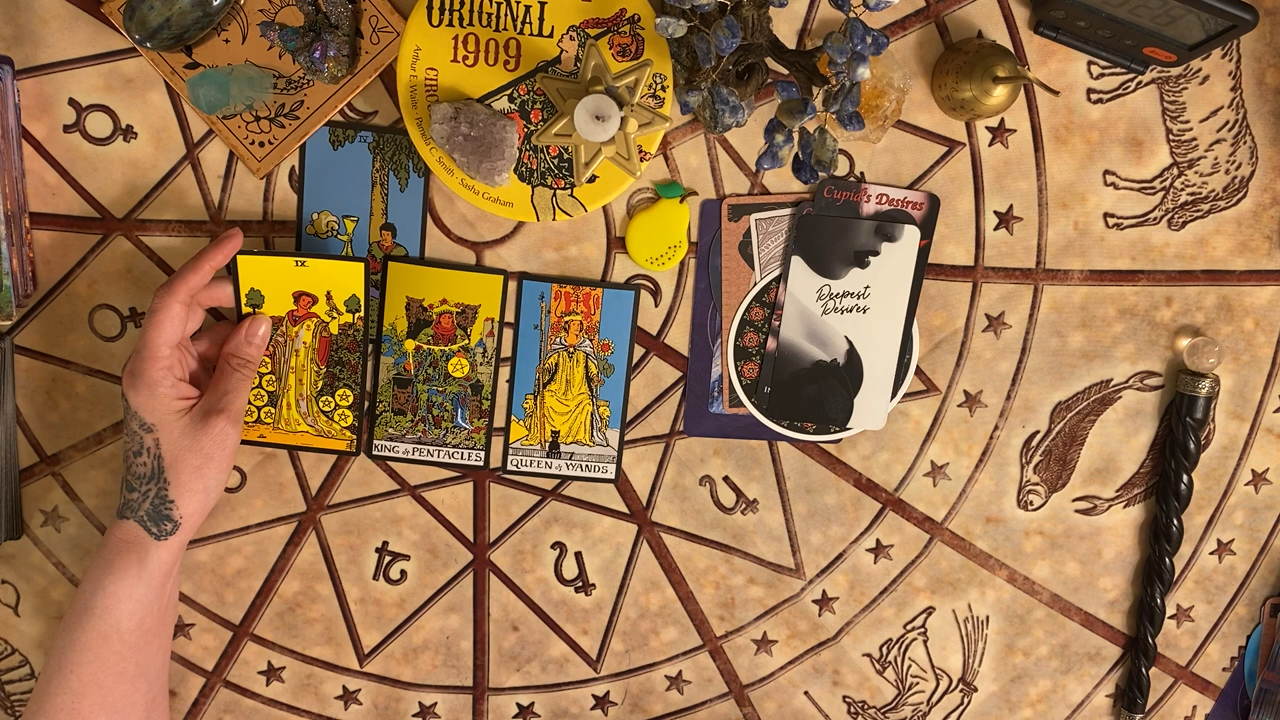 ORIGINAL
1909
Arthur E. Waite · Pamela C. Smith · Sasha Graham
IV
IX.
KING of PENTACLES
QUEEN of WANDS.
Cupid's Desires
Deepest
Desires